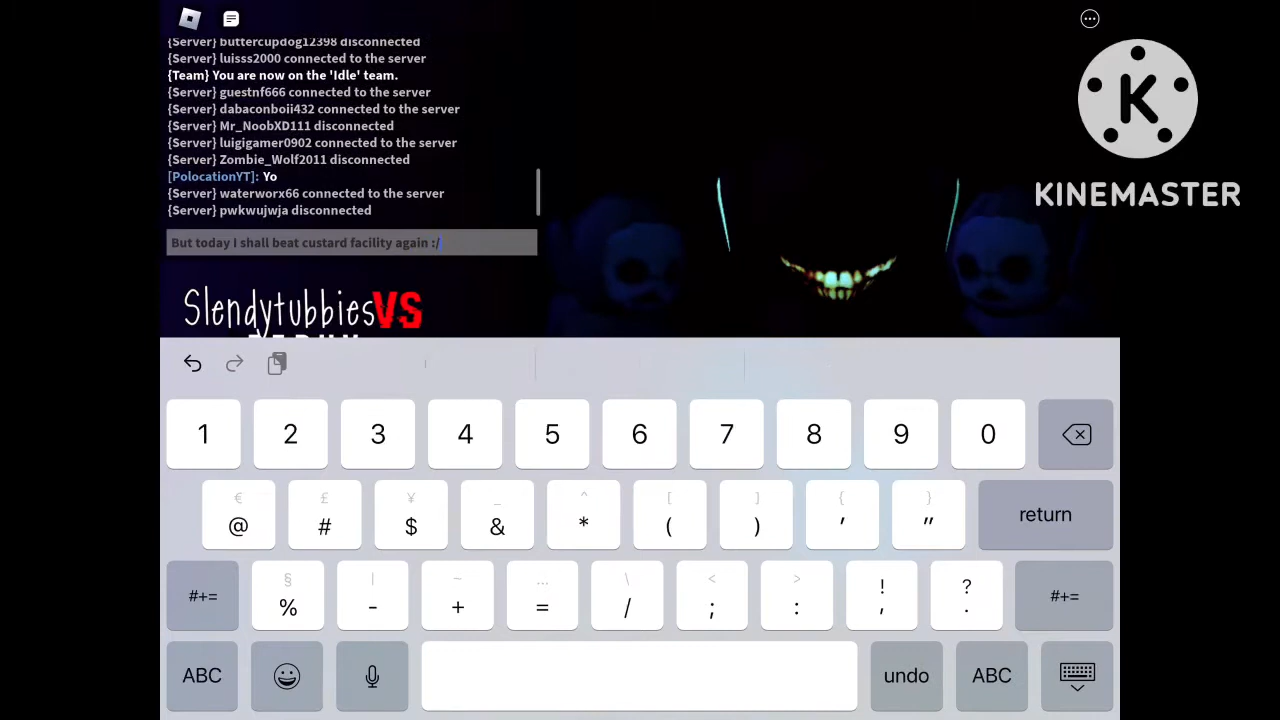 {Server} buttercupdog12398 disconnected
{Server} luisss2000 connected to the server
{Team} You are now on the 'Idle' team.
{Server} guestnf666 connected to the server
{Server} dabaconboii432 connected to the server
{Server} Mr_NoobXD111 disconnected
{Server} luigigamer0902 connected to the server
{Server} Zombie_Wolf2011 disconnected
[PolocationYT]: Yo
{Server} waterworx66 connected to the server
{Server} pwkwujwja disconnected
But today I shall beat custard facility again :/
K
KINEMASTER
SlendytubbiesVS
1 2 3 4 5 6 7 8 9 0
€ £ ¥ _ ^ [ ] { }
@ # $ & * ( ) ' "
return
§ | ~ … \ < > ! ?
#+= % - + = / ; : , . #+=
ABC undo ABC